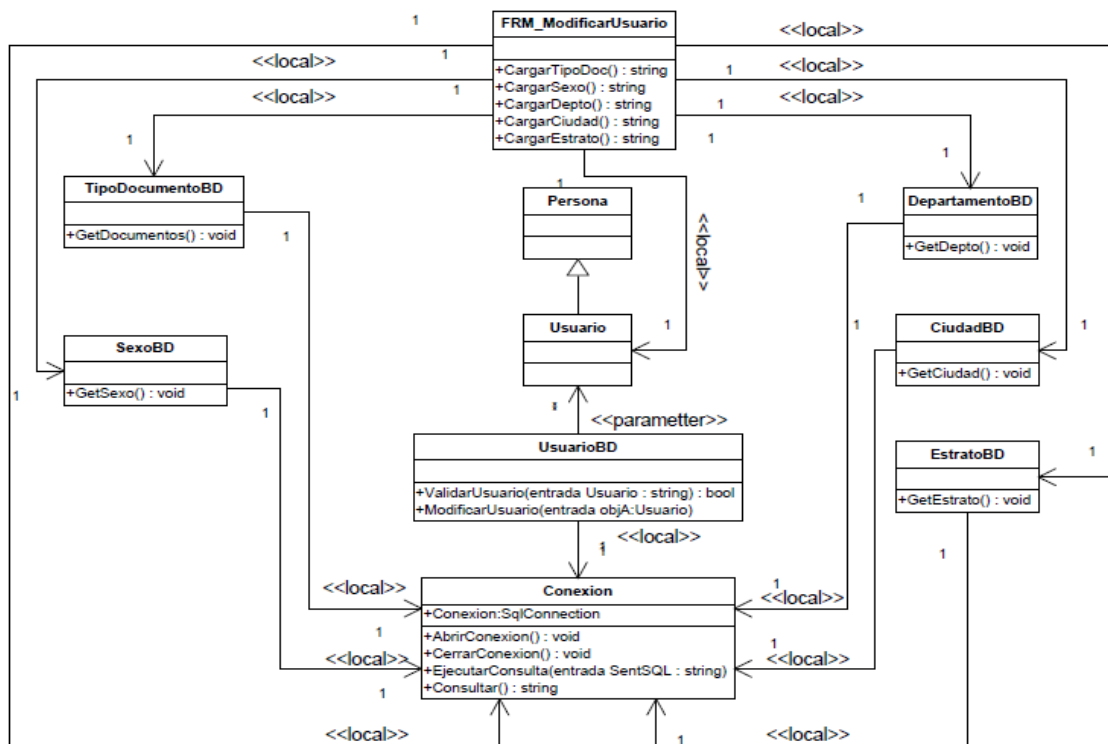 1
FRM_ModificarUsuario
<<local>>
1
<<local>>
1
<<local>>
1
<<local>>
1
<<local>>
+CargarTipoDoc() : string
+CargarSexo() : string
+CargarDepto() : string
+CargarCiudad() : string
+CargarEstrato() : string
1
1
1
1
TipoDocumentoBD
+GetDocumentos() : void
1
1
Persona
<<local>>
1
DepartamentoBD
+GetDepto() : void
SexoBD
+GetSexo() : void
1
1
1
Usuario
1
1
CiudadBD
+GetCiudad() : void
1
1
<<parametter>>
UsuarioBD
+ValidarUsuario(entrada Usuario : string) : bool
+ModificarUsuario(entrada objA:Usuario)
1
EstratoBD
+GetEstrato() : void
<<local>>
1
1
Conexion
+Conexion:SqlConnection
+AbrirConexion() : void
+CerrarConexion() : void
+EjecutarConsulta(entrada SentSQL : string)
+Consultar() : string
<<local>>
1
1
<<local>>
<<local>>
1
1
<<local>>
<<local>>
1
<<local>>